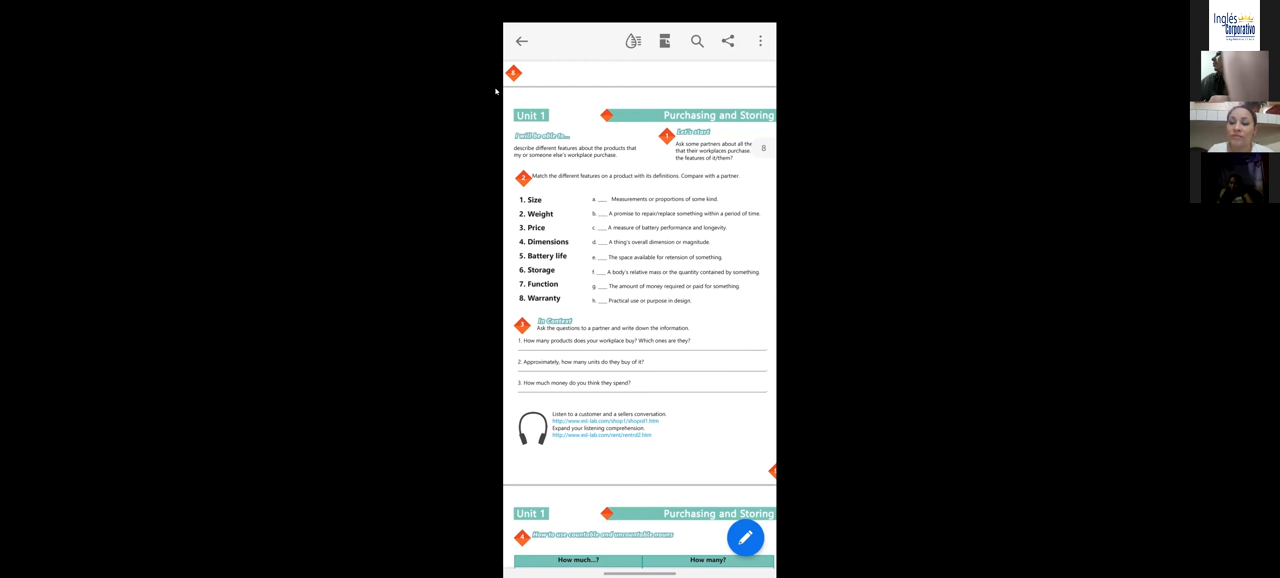 Inglés
Corporativo
8
Unit 1
Purchasing and Storing
I will be able to...
describe different features about the products that
my or someone else's workplace purchase.
1
Let's start
Ask some partners about all the
that their workplaces purchase.
the features of it/them?
8
2
Match the different features on a product with its definitions. Compare with a partner.
1. Size
a. ___ Measurements or proportions of some kind.
2. Weight
b. ___ A promise to repair/replace something within a period of time.
3. Price
c. ___ A measure of battery performance and longevity.
4. Dimensions
d. ___ A thing's overall dimension or magnitude.
5. Battery life
e. ___ The space available for retention of something.
6. Storage
f. ___ A body's relative mass or the quantity contained by something.
7. Function
g. ___ The amount of money required or paid for something.
8. Warranty
h. ___ Practical use or purpose in design.
3
In Context
Ask the questions to a partner and write down the information.
1. How many products does your workplace buy? Which ones are they?
2. Approximately, how many units do they buy of it?
3. How much money do you think they spend?
Listen to a customer and a sellers conversation.
http://www.esl-lab.com/shop1/shoprd1.htm
Expand your listening comprehension.
http://www.esl-lab.com/rent/rentrd2.htm
Unit 1
Purchasing and Storing
4
How to use countable and uncountable nouns
How much...?
How many?